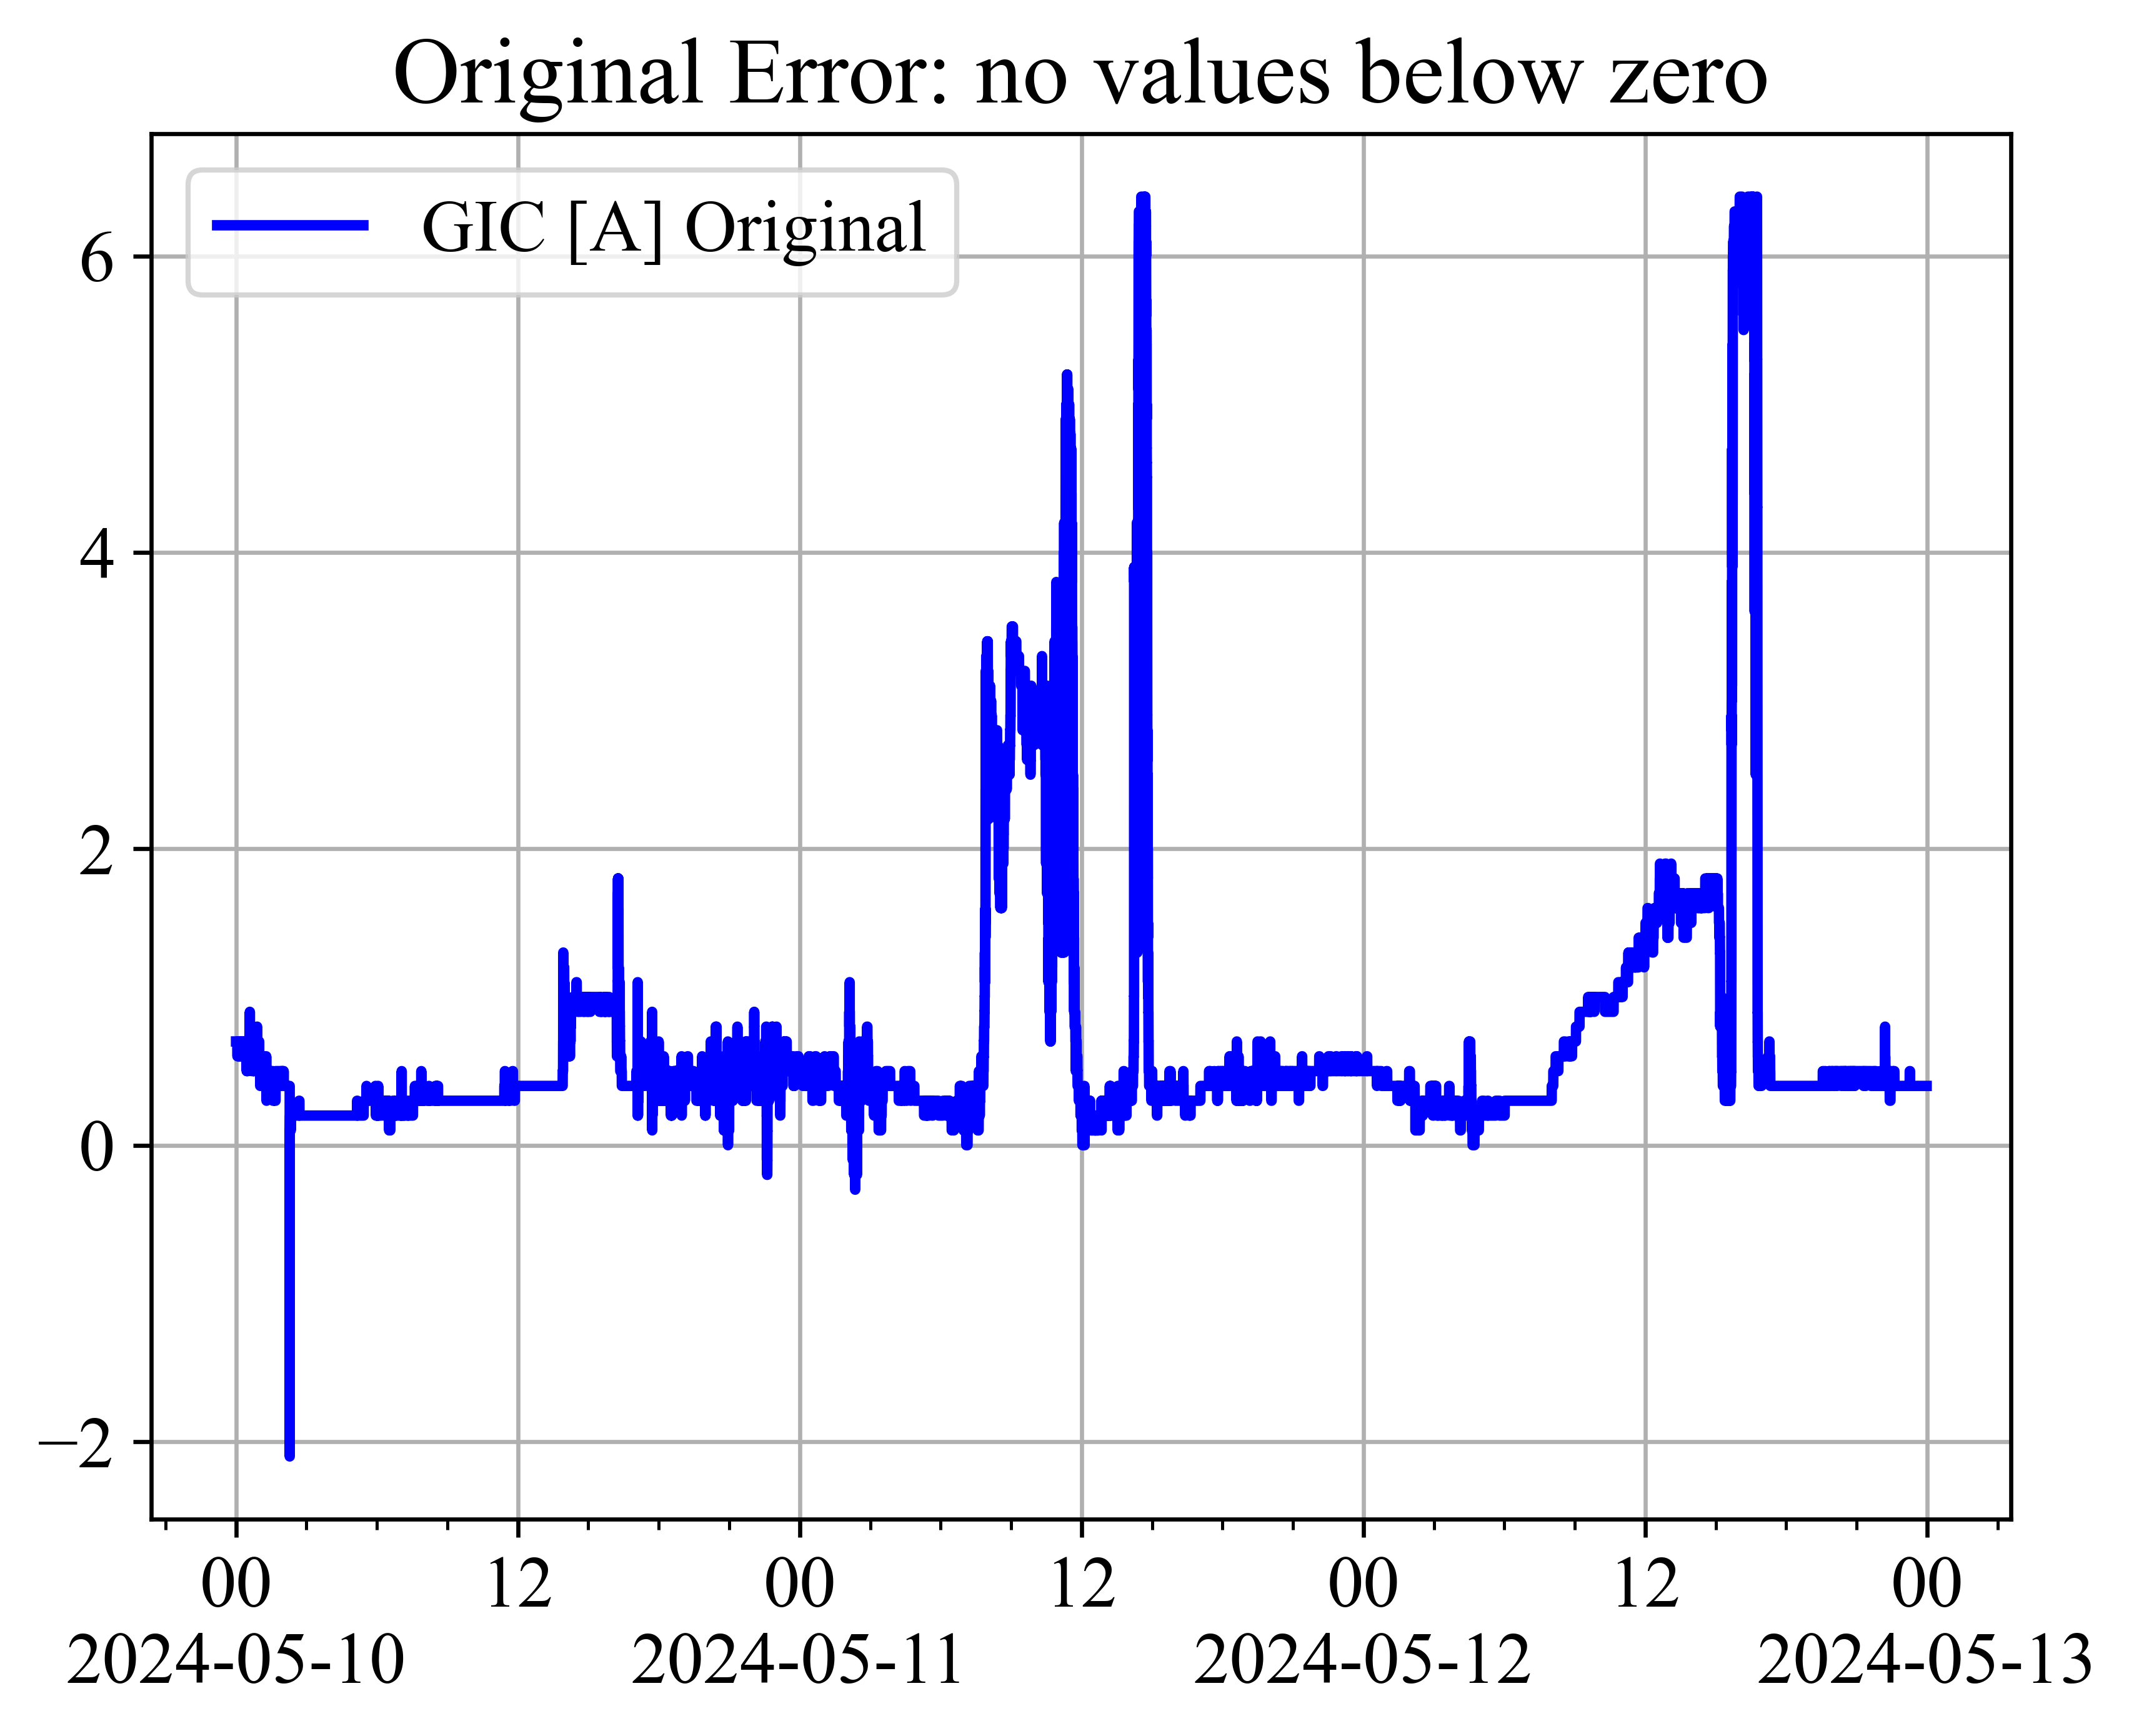 Original Error: no values below zero
GIC [A] Original
6
4
2
0
−2
00 12 00 12 00 12 00
2024-05-10 2024-05-11 2024-05-12 2024-05-13